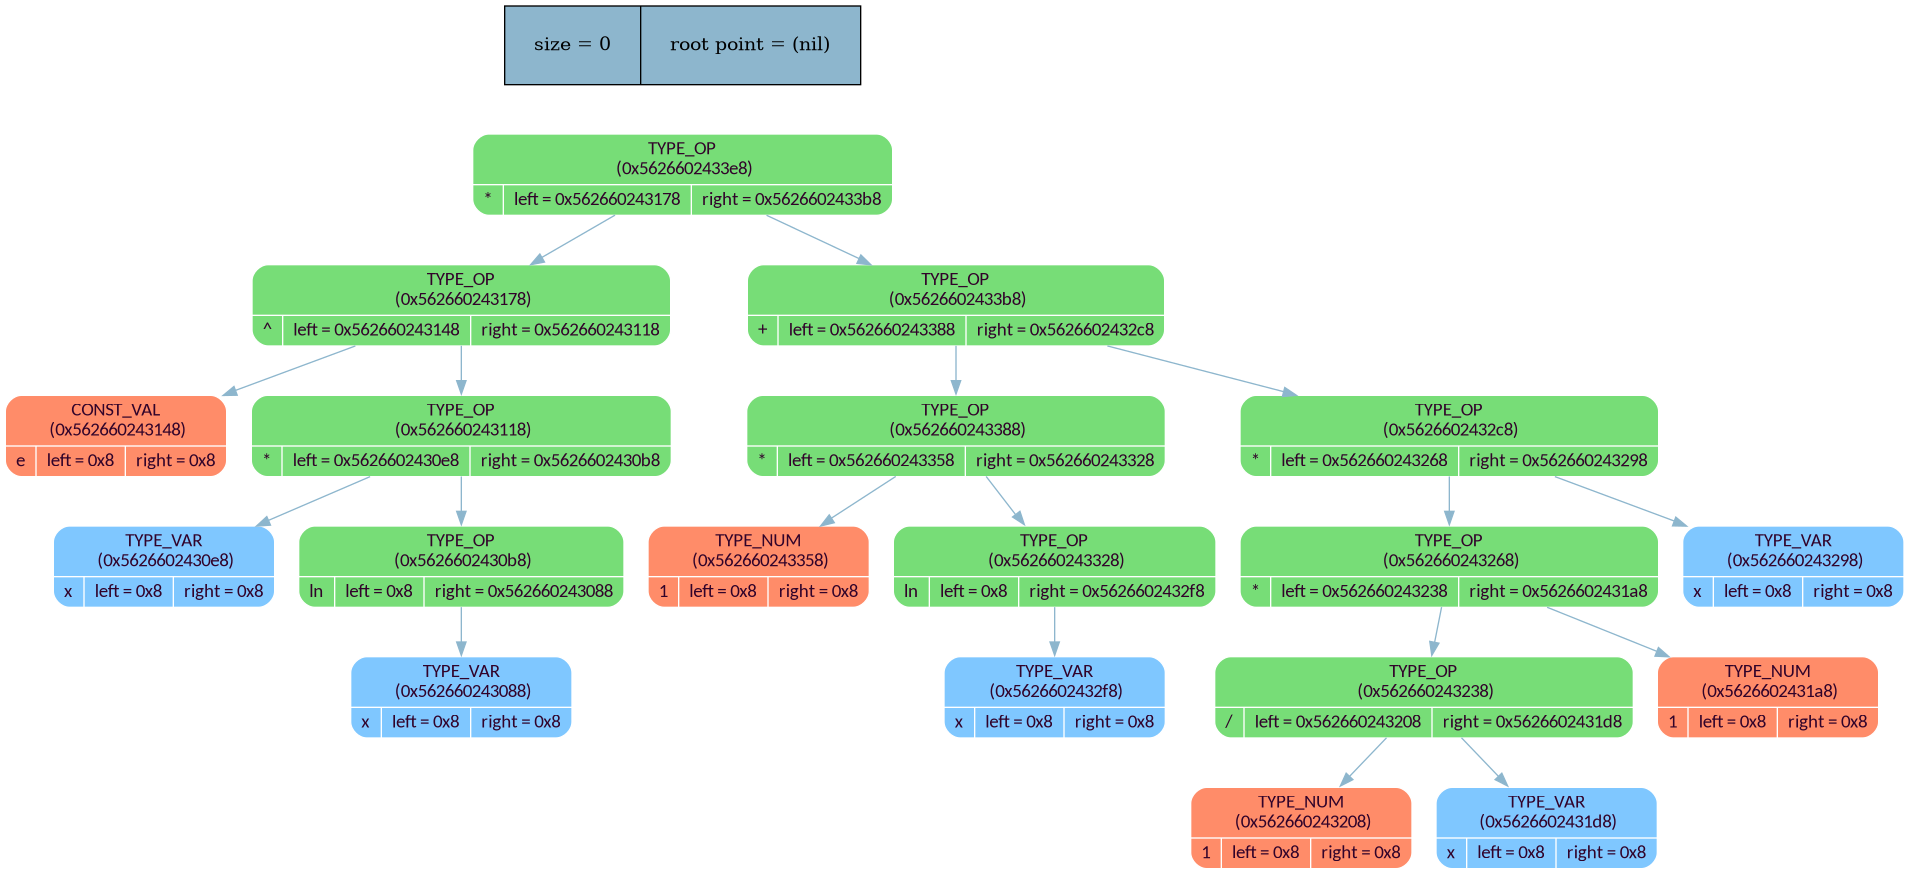 size = 0 root point = (nil)
TYPE_OP
(0x5626602433e8)
* left = 0x562660243178 right = 0x5626602433b8
TYPE_OP
(0x562660243178)
^ left = 0x562660243148 right = 0x562660243118
TYPE_OP
(0x5626602433b8)
+ left = 0x562660243388 right = 0x5626602432c8
CONST_VAL
(0x562660243148)
e left = 0x8 right = 0x8
TYPE_OP
(0x562660243118)
* left = 0x5626602430e8 right = 0x5626602430b8
TYPE_OP
(0x562660243388)
* left = 0x562660243358 right = 0x562660243328
TYPE_OP
(0x5626602432c8)
* left = 0x562660243268 right = 0x562660243298
TYPE_VAR
(0x5626602430e8)
x left = 0x8 right = 0x8
TYPE_OP
(0x5626602430b8)
ln left = 0x8 right = 0x562660243088
TYPE_NUM
(0x562660243358)
1 left = 0x8 right = 0x8
TYPE_OP
(0x562660243328)
ln left = 0x8 right = 0x5626602432f8
TYPE_OP
(0x562660243268)
* left = 0x562660243238 right = 0x5626602431a8
TYPE_VAR
(0x562660243298)
x left = 0x8 right = 0x8
TYPE_VAR
(0x562660243088)
x left = 0x8 right = 0x8
TYPE_VAR
(0x5626602432f8)
x left = 0x8 right = 0x8
TYPE_OP
(0x562660243238)
/ left = 0x562660243208 right = 0x5626602431d8
TYPE_NUM
(0x5626602431a8)
1 left = 0x8 right = 0x8
TYPE_NUM
(0x562660243208)
1 left = 0x8 right = 0x8
TYPE_VAR
(0x5626602431d8)
x left = 0x8 right = 0x8